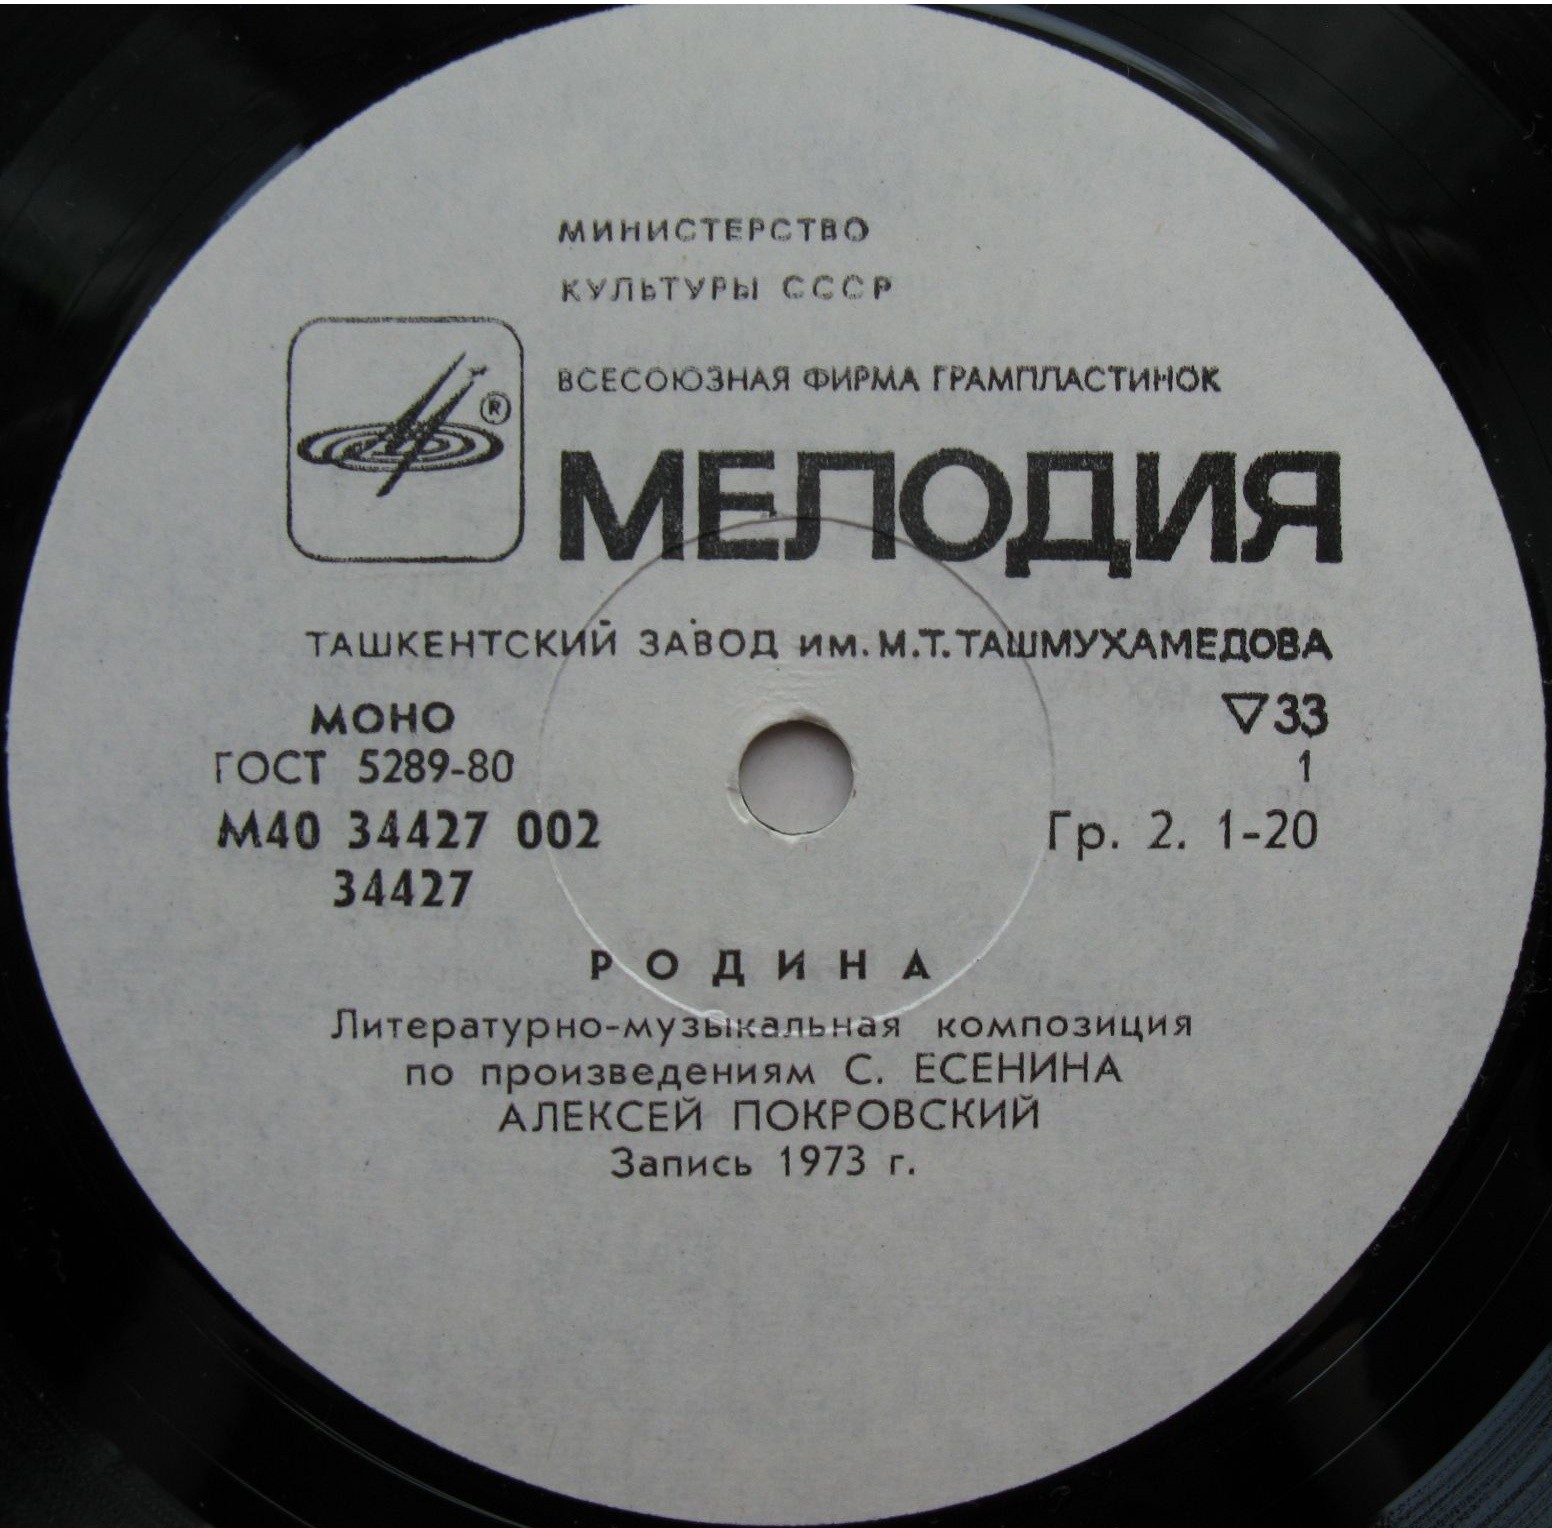 МИНИСТЕРСТВО
КУЛЬТУРЫ СССР
ВСЕСОЮЗНАЯ ФИРМА ГРАМПЛАСТИНОК
®
МЕЛОДИЯ
ТАШКЕНТСКИЙ ЗАВОД им. М.Т. ТАШМУХАМЕДОВА
МОНО ▽33
ГОСТ 5289-80 1
М40 34427 002 Гр. 2. 1-20
34427
РОДИНА
Литературно-музыкальная композиция
по произведениям С. ЕСЕНИНА
АЛЕКСЕЙ ПОКРОВСКИЙ
Запись 1973 г.